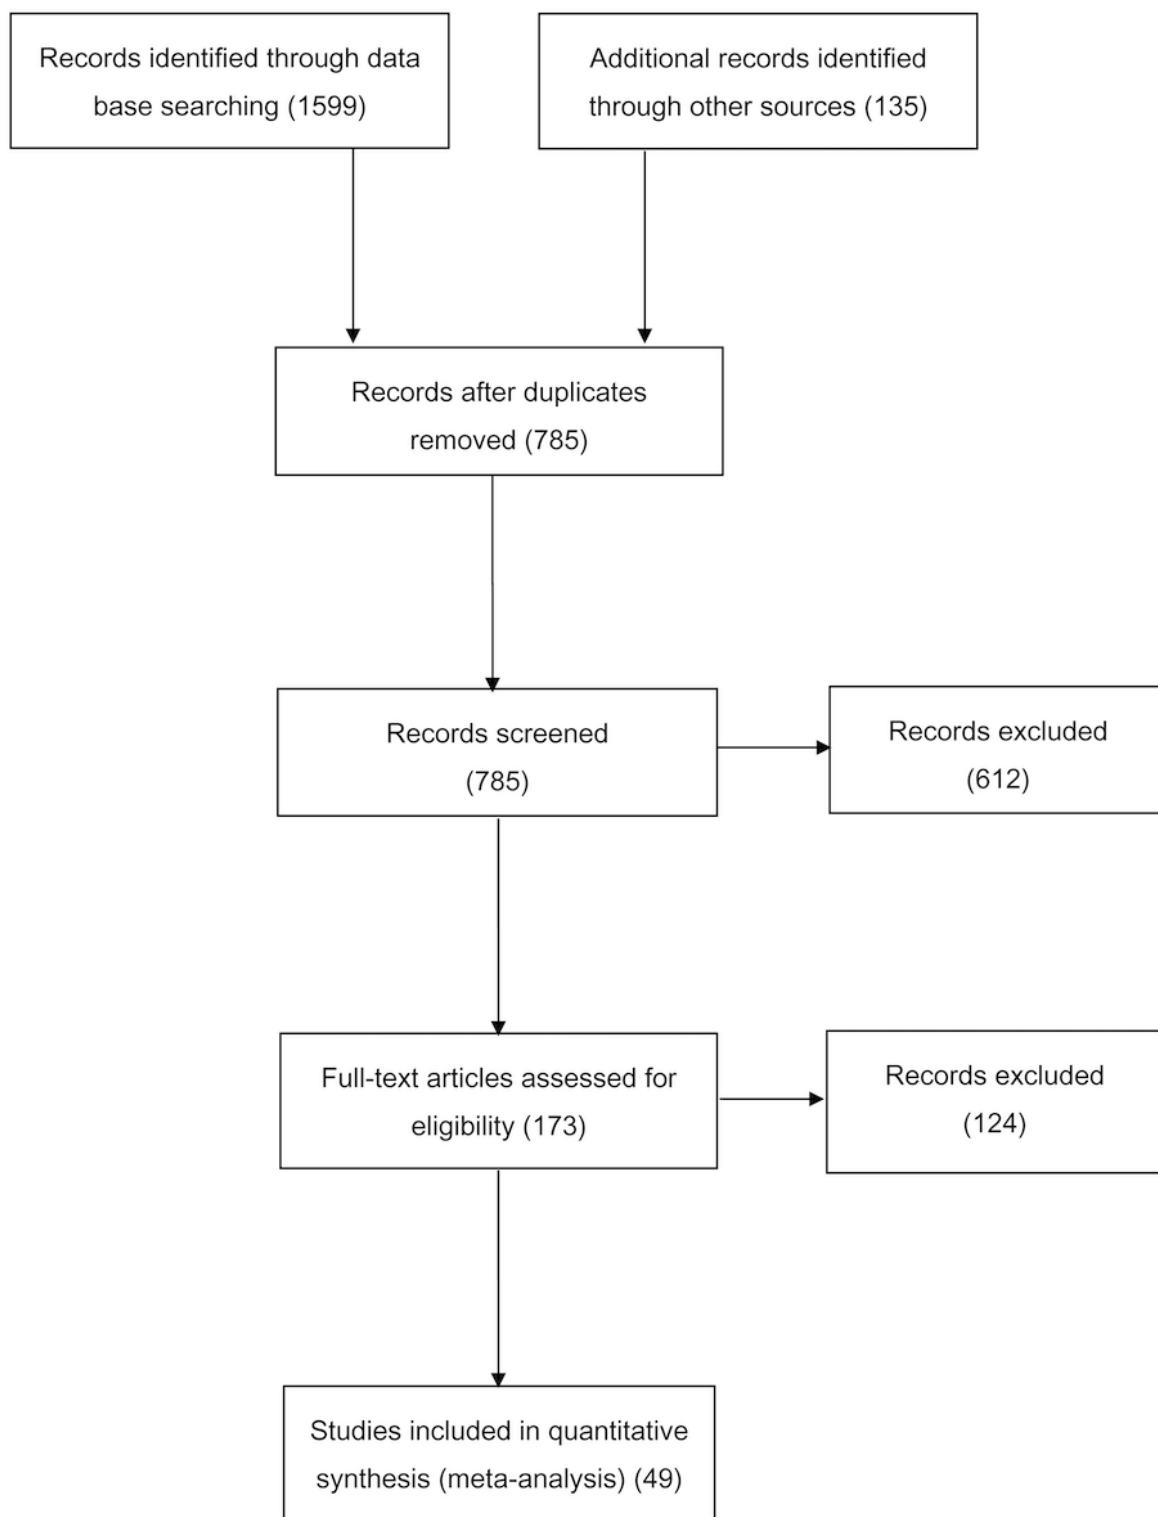 Records identified through data
base searching (1599)
Additional records identified
through other sources (135)
Records after duplicates
removed (785)
Records screened
(785)
Records excluded
(612)
Full-text articles assessed for
eligibility (173)
Records excluded
(124)
Studies included in quantitative
synthesis (meta-analysis) (49)